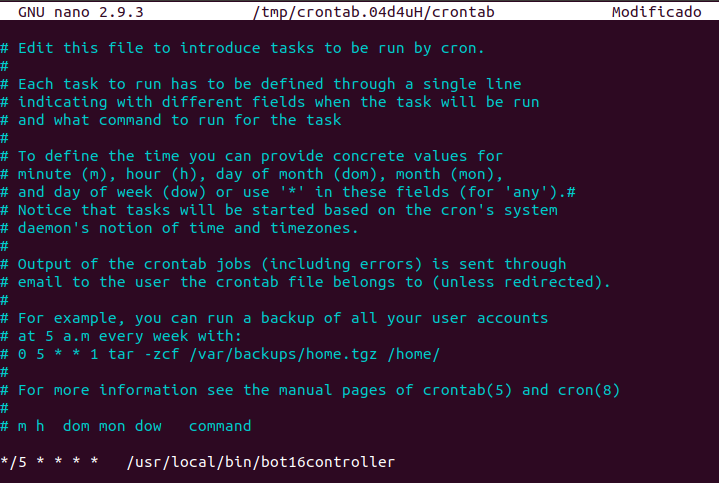 GNU nano 2.9.3 /tmp/crontab.04d4uH/crontab Modificado
# Edit this file to introduce tasks to be run by cron.
#
# Each task to run has to be defined through a single line
# indicating with different fields when the task will be run
# and what command to run for the task
#
# To define the time you can provide concrete values for
# minute (m), hour (h), day of month (dom), month (mon),
# and day of week (dow) or use '*' in these fields (for 'any').#
# Notice that tasks will be started based on the cron's system
# daemon's notion of time and timezones.
#
# Output of the crontab jobs (including errors) is sent through
# email to the user the crontab file belongs to (unless redirected).
#
# For example, you can run a backup of all your user accounts
# at 5 a.m every week with:
# 0 5 * * 1 tar -zcf /var/backups/home.tgz /home/
#
# For more information see the manual pages of crontab(5) and cron(8)
#
# m h  dom mon dow   command
*/5 * * * *   /usr/local/bin/bot16controller